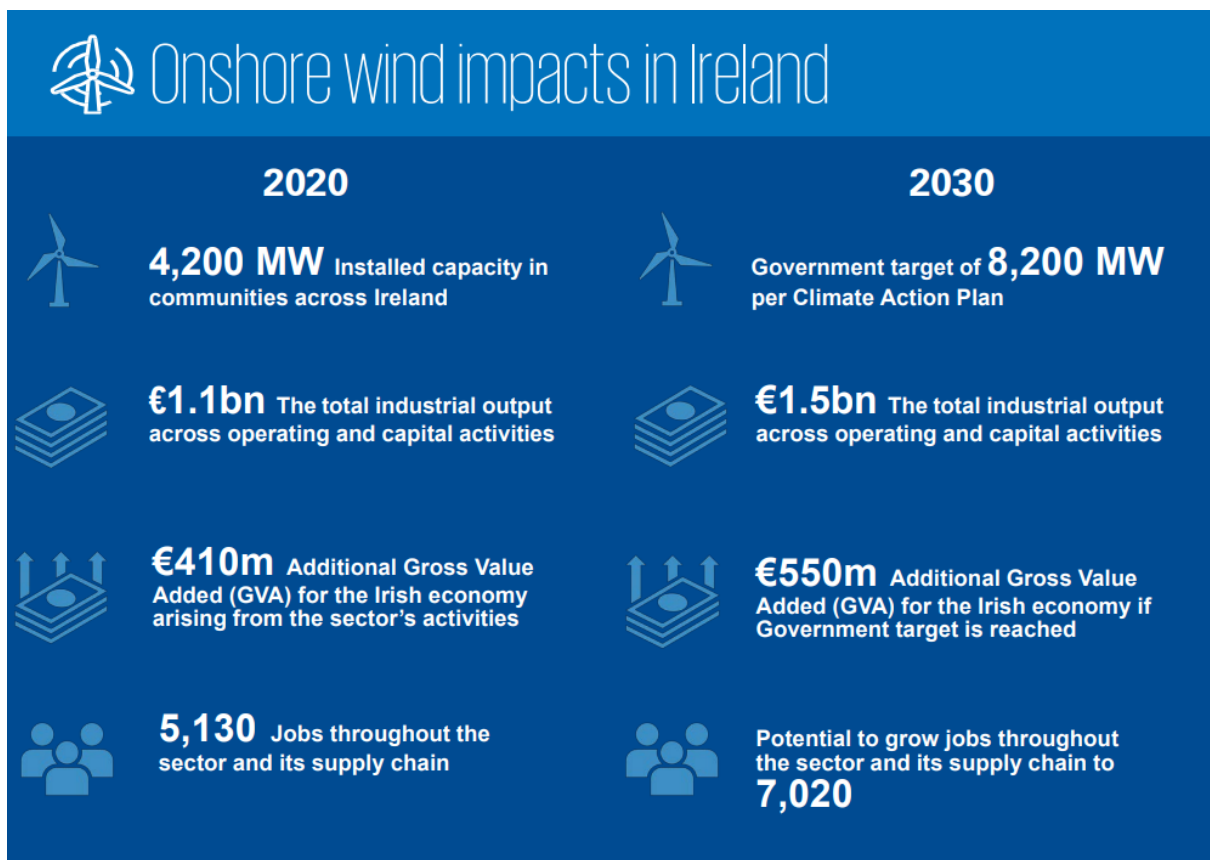 Onshore wind impacts in Ireland
2020
4,200 MW Installed capacity in
communities across Ireland
€1.1bn The total industrial output
across operating and capital activities
€410m Additional Gross Value
Added (GVA) for the Irish economy
arising from the sector's activities
5,130 Jobs throughout the
sector and its supply chain
2030
Government target of 8,200 MW
per Climate Action Plan
€1.5bn The total industrial output
across operating and capital activities
€550m Additional Gross Value
Added (GVA) for the Irish economy if
Government target is reached
Potential to grow jobs throughout
the sector and its supply chain to
7,020